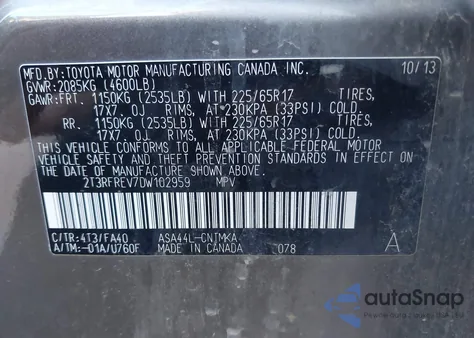 MFD.BY: TOYOTA MOTOR MANUFACTURING CANADA INC. 10/13
GVWR: 2085KG (4600LB)
GAWR: FRT. 1150KG (2535LB) WITH 225/65R17 TIRES,
17X7. 0J RIMS, AT 230KPA (33PSI) COLD.
RR. 1150KG (2535LB) WITH 225/65R17 TIRES,
17X7. 0J RIMS, AT 230KPA (33PSI) COLD.
THIS VEHICLE CONFORMS TO ALL APPLICABLE FEDERAL MOTOR
VEHICLE SAFETY AND THEFT PREVENTION STANDARDS IN EFFECT ON
THE DATE OF MANUFACTURE SHOWN ABOVE.
2T3RFREV7DW102959 MPV
C/TR: 4T3/FA40 ASA44L-CNTMKA
A/TM: -01A/U760F MADE IN CANADA 078 A
autoSnap
Powered by AutoBidMaster